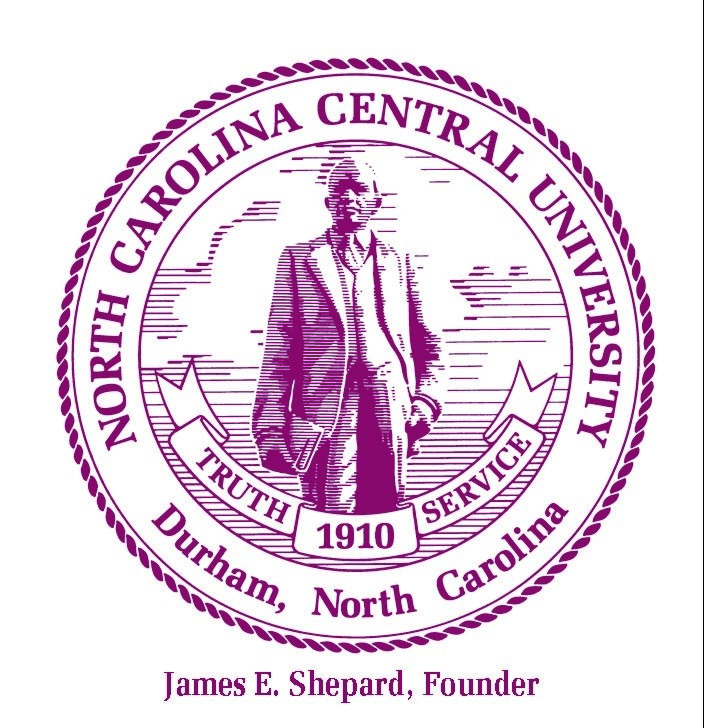 NORTH CAROLINA CENTRAL UNIVERSITY
TRUTH
1910
SERVICE
Durham, North Carolina
James E. Shepard, Founder